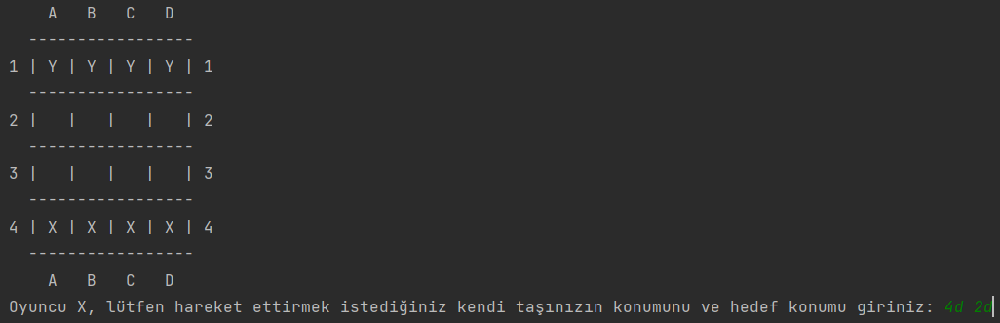 A   B   C   D
  -----------------
1 | Y | Y | Y | Y | 1
  -----------------
2 |   |   |   |   | 2
  -----------------
3 |   |   |   |   | 3
  -----------------
4 | X | X | X | X | 4
  -----------------
    A   B   C   D
Oyuncu X, lütfen hareket ettirmek istediğiniz kendi taşınızın konumunu ve hedef konumu giriniz: 4d 2d